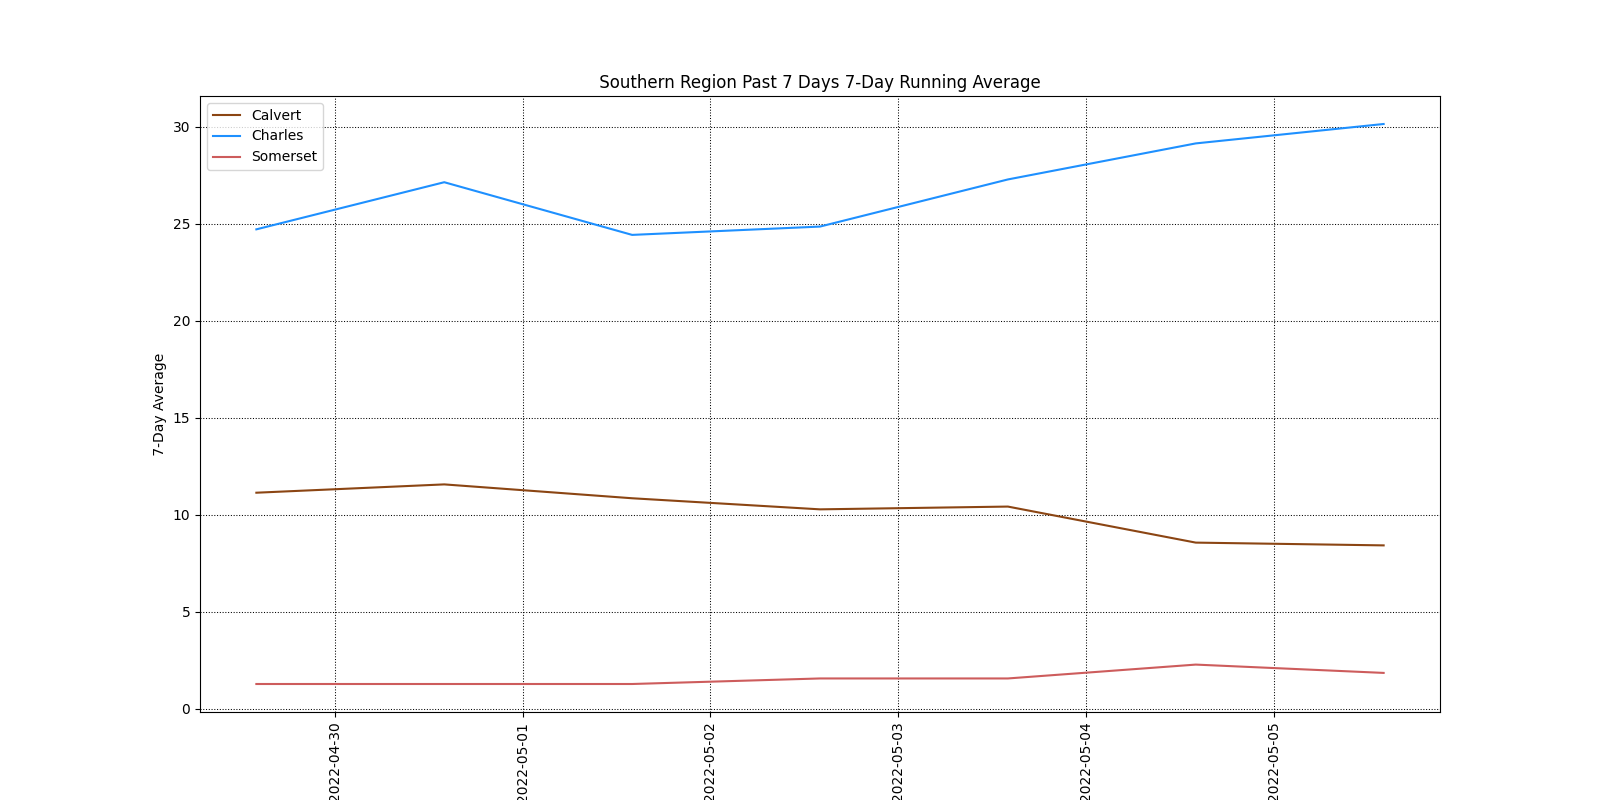 Southern Region Past 7 Days 7-Day Running Average
Calvert
Charles
Somerset
7-Day Average
30
25
20
15
10
5
0
2022-04-30
2022-05-01
2022-05-02
2022-05-03
2022-05-04
2022-05-05